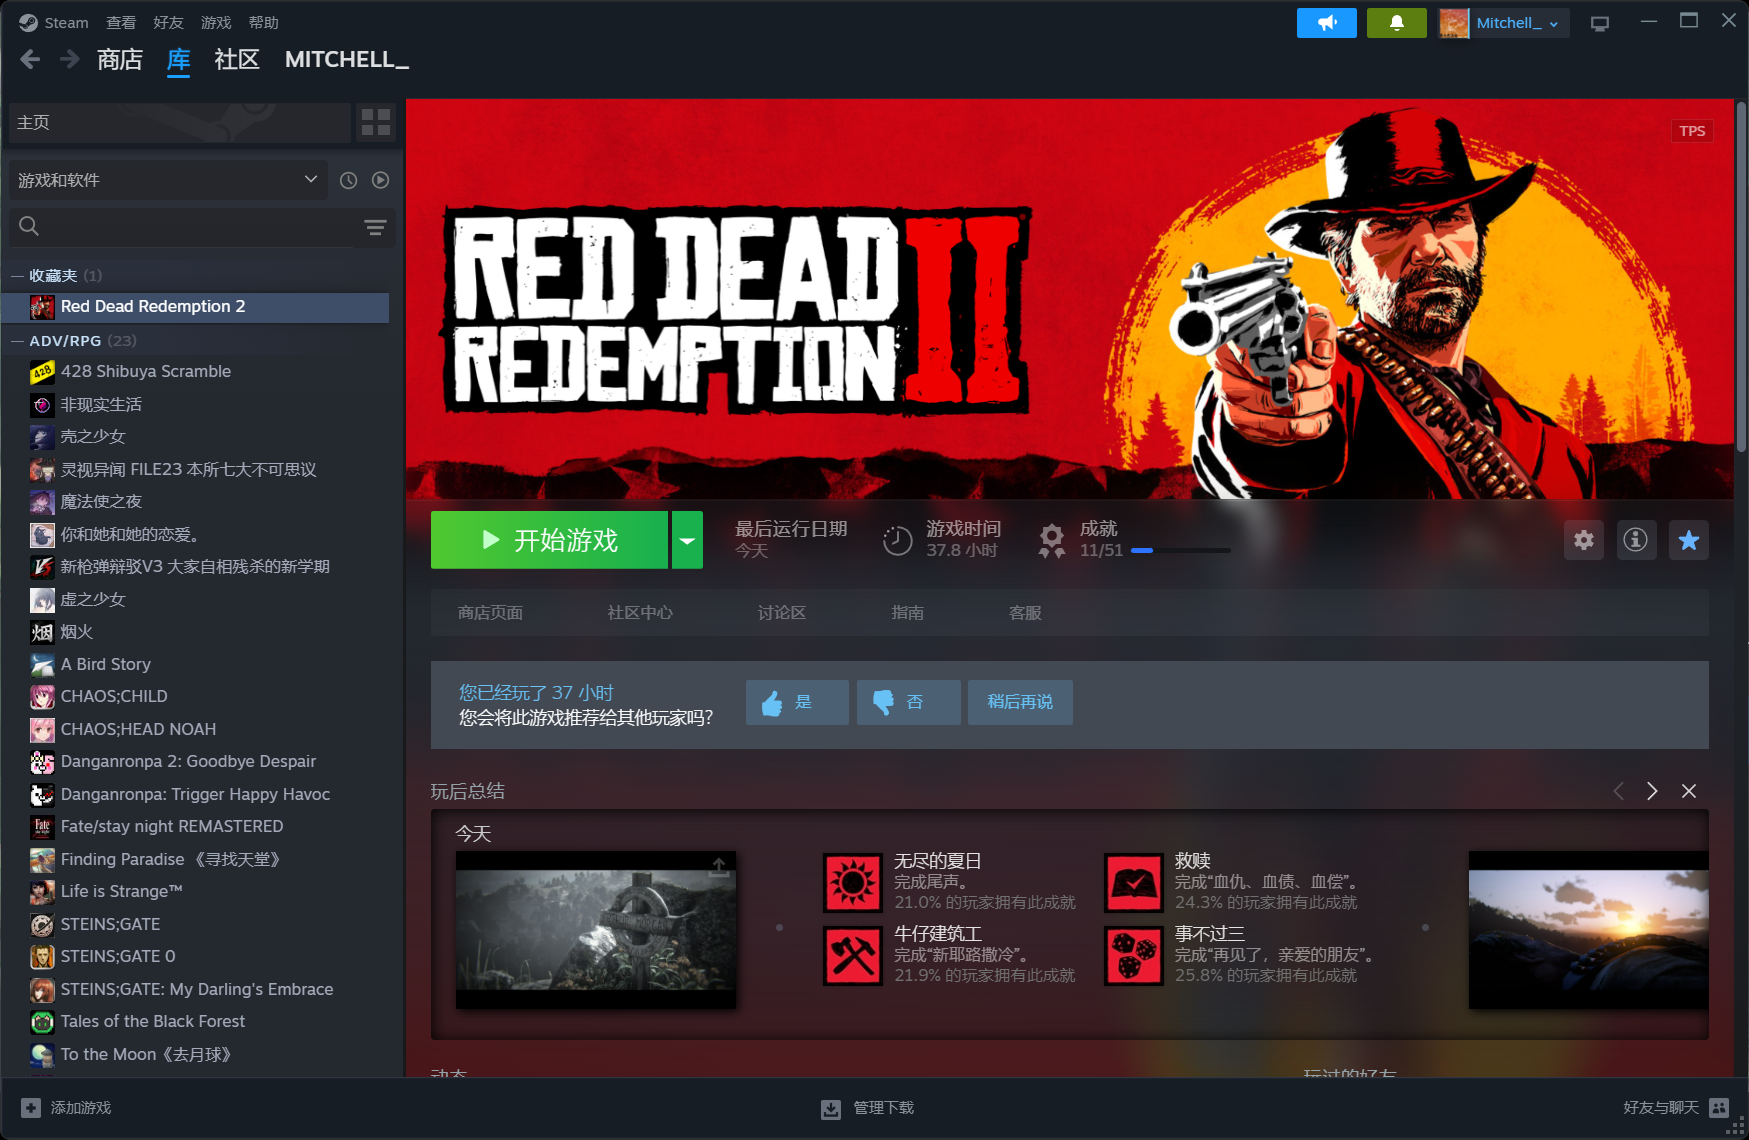 Steam 查看 好友 游戏 帮助
Mitchell_
商店 库 社区 MITCHELL_
主页
游戏和软件
收藏夹 (1)
Red Dead Redemption 2
ADV/RPG (23)
428 Shibuya Scramble
非现实生活
壳之少女
灵视异闻 FILE23 本所七大不可思议
魔法使之夜
你和她和她的恋爱。
新枪弹辩驳V3 大家自相残杀的新学期
虚之少女
烟火
A Bird Story
CHAOS;CHILD
CHAOS;HEAD NOAH
Danganronpa 2: Goodbye Despair
Danganronpa: Trigger Happy Havoc
Fate/stay night REMASTERED
Finding Paradise 《寻找天堂》
Life is Strange™
STEINS;GATE
STEINS;GATE 0
STEINS;GATE: My Darling's Embrace
Tales of the Black Forest
To the Moon《去月球》
TPS
RED DEAD
REDEMPTION
II
开始游戏
最后运行日期
今天
游戏时间
37.8 小时
成就
11/51
商店页面 社区中心 讨论区 指南 客服
您已经玩了 37 小时
您会将此游戏推荐给其他玩家吗？
是 否 稍后再说
玩后总结
今天
无尽的夏日
完成尾声。
21.0% 的玩家拥有此成就
救赎
完成“血仇、血债、血偿”。
24.3% 的玩家拥有此成就
牛仔建筑工
完成“新耶路撒冷”。
21.9% 的玩家拥有此成就
事不过三
完成“再见了，亲爱的朋友”。
25.8% 的玩家拥有此成就
动态
玩过的好友
添加游戏
管理下载
好友与聊天